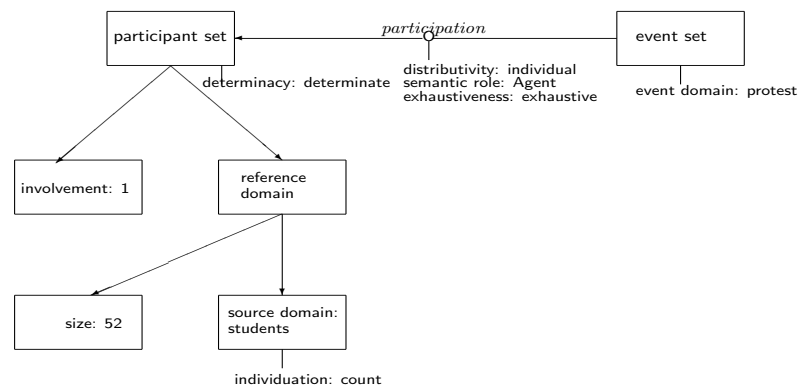 participation
participant set
event set
determinacy: determinate
distributivity: individual
semantic role: Agent
exhaustiveness: exhaustive
event domain: protest
involvement: 1
reference
domain
size: 52
source domain:
students
individuation: count